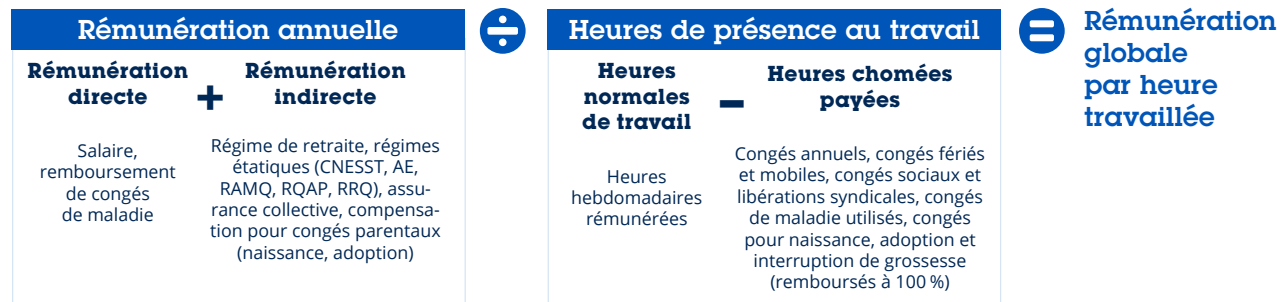 Rémunération annuelle
Rémunération
directe
+
Rémunération
indirecte
Salaire,
remboursement
de congés
de maladie
Régime de retraite, régimes
étatiques (CNESST, AE,
RAMQ, RQAP, RRQ), assu-
rance collective, compensa-
tion pour congés parentaux
(naissance, adoption)
÷
Heures de présence au travail
Heures
normales
de travail
–
Heures chomées
payées
Heures
hebdomadaires
rémunérées
Congés annuels, congés fériés
et mobiles, congés sociaux et
libérations syndicales, congés
de maladie utilisés, congés
pour naissance, adoption et
interruption de grossesse
(remboursés à 100 %)
=
Rémunération
globale
par heure
travaillée